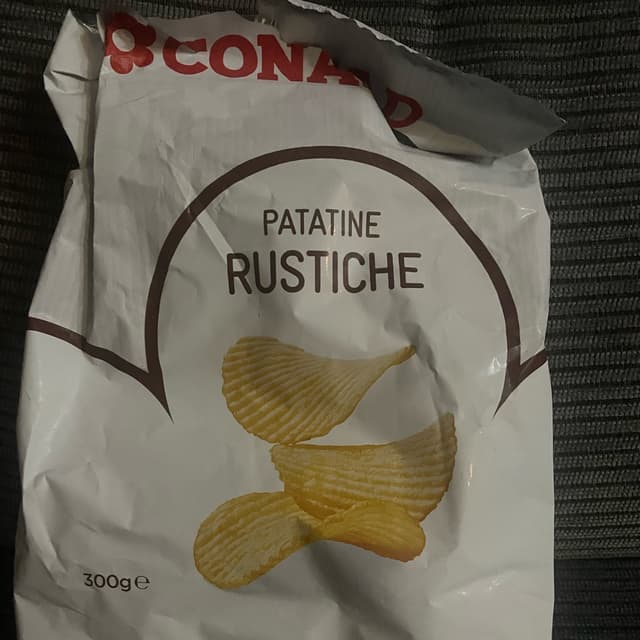 CONAD
PATATINE
RUSTICHE
300g℮